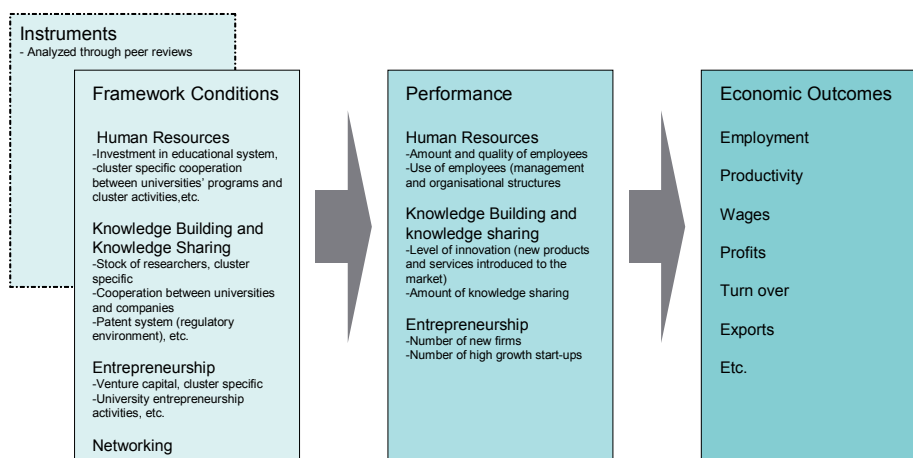 Instruments
- Analyzed through peer reviews
Framework Conditions
Human Resources
-Investment in educational system,
-cluster specific cooperation
between universities' programs and
cluster activities,etc.
Knowledge Building and
Knowledge Sharing
-Stock of researchers, cluster
specific
-Cooperation between universities
and companies
-Patent system (regulatory
environment), etc.
Entrepreneurship
-Venture capital, cluster specific
-University entrepreneurship
activities, etc.
Networking
Performance
Human Resources
-Amount and quality of employees
-Use of employees (management
and organisational structures
Knowledge Building and
knowledge sharing
-Level of innovation (new products
and services introduced to the
market)
-Amount of knowledge sharing
Entrepreneurship
-Number of new firms
-Number of high growth start-ups
Economic Outcomes
Employment
Productivity
Wages
Profits
Turn over
Exports
Etc.